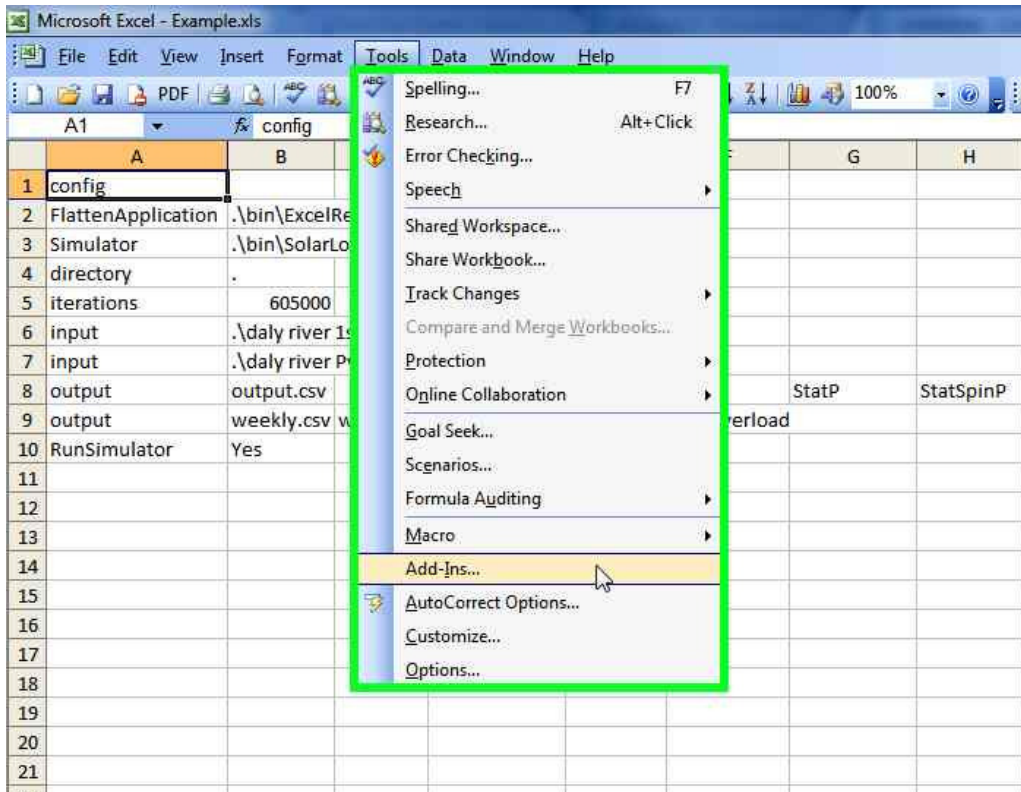 Microsoft Excel - Example.xls
File Edit View Insert Format Tools Data Window Help
PDF 100%
A1 fx config
A B G H
1 config
2 FlattenApplication .\bin\ExcelRe
3 Simulator .\bin\SolarLo
4 directory .
5 iterations 605000
6 input .\daly river 1s
7 input .\daly river P
8 output output.csv StatP StatSpinP
9 output weekly.csv w erload
10 RunSimulator Yes
11
12
13
14
15
16
17
18
19
20
21
ABC Spelling... F7
Research... Alt+Click
Error Checking...
Speech
Shared Workspace...
Share Workbook...
Track Changes
Compare and Merge Workbooks...
Protection
Online Collaboration
Goal Seek...
Scenarios...
Formula Auditing
Macro
Add-Ins...
AutoCorrect Options...
Customize...
Options...